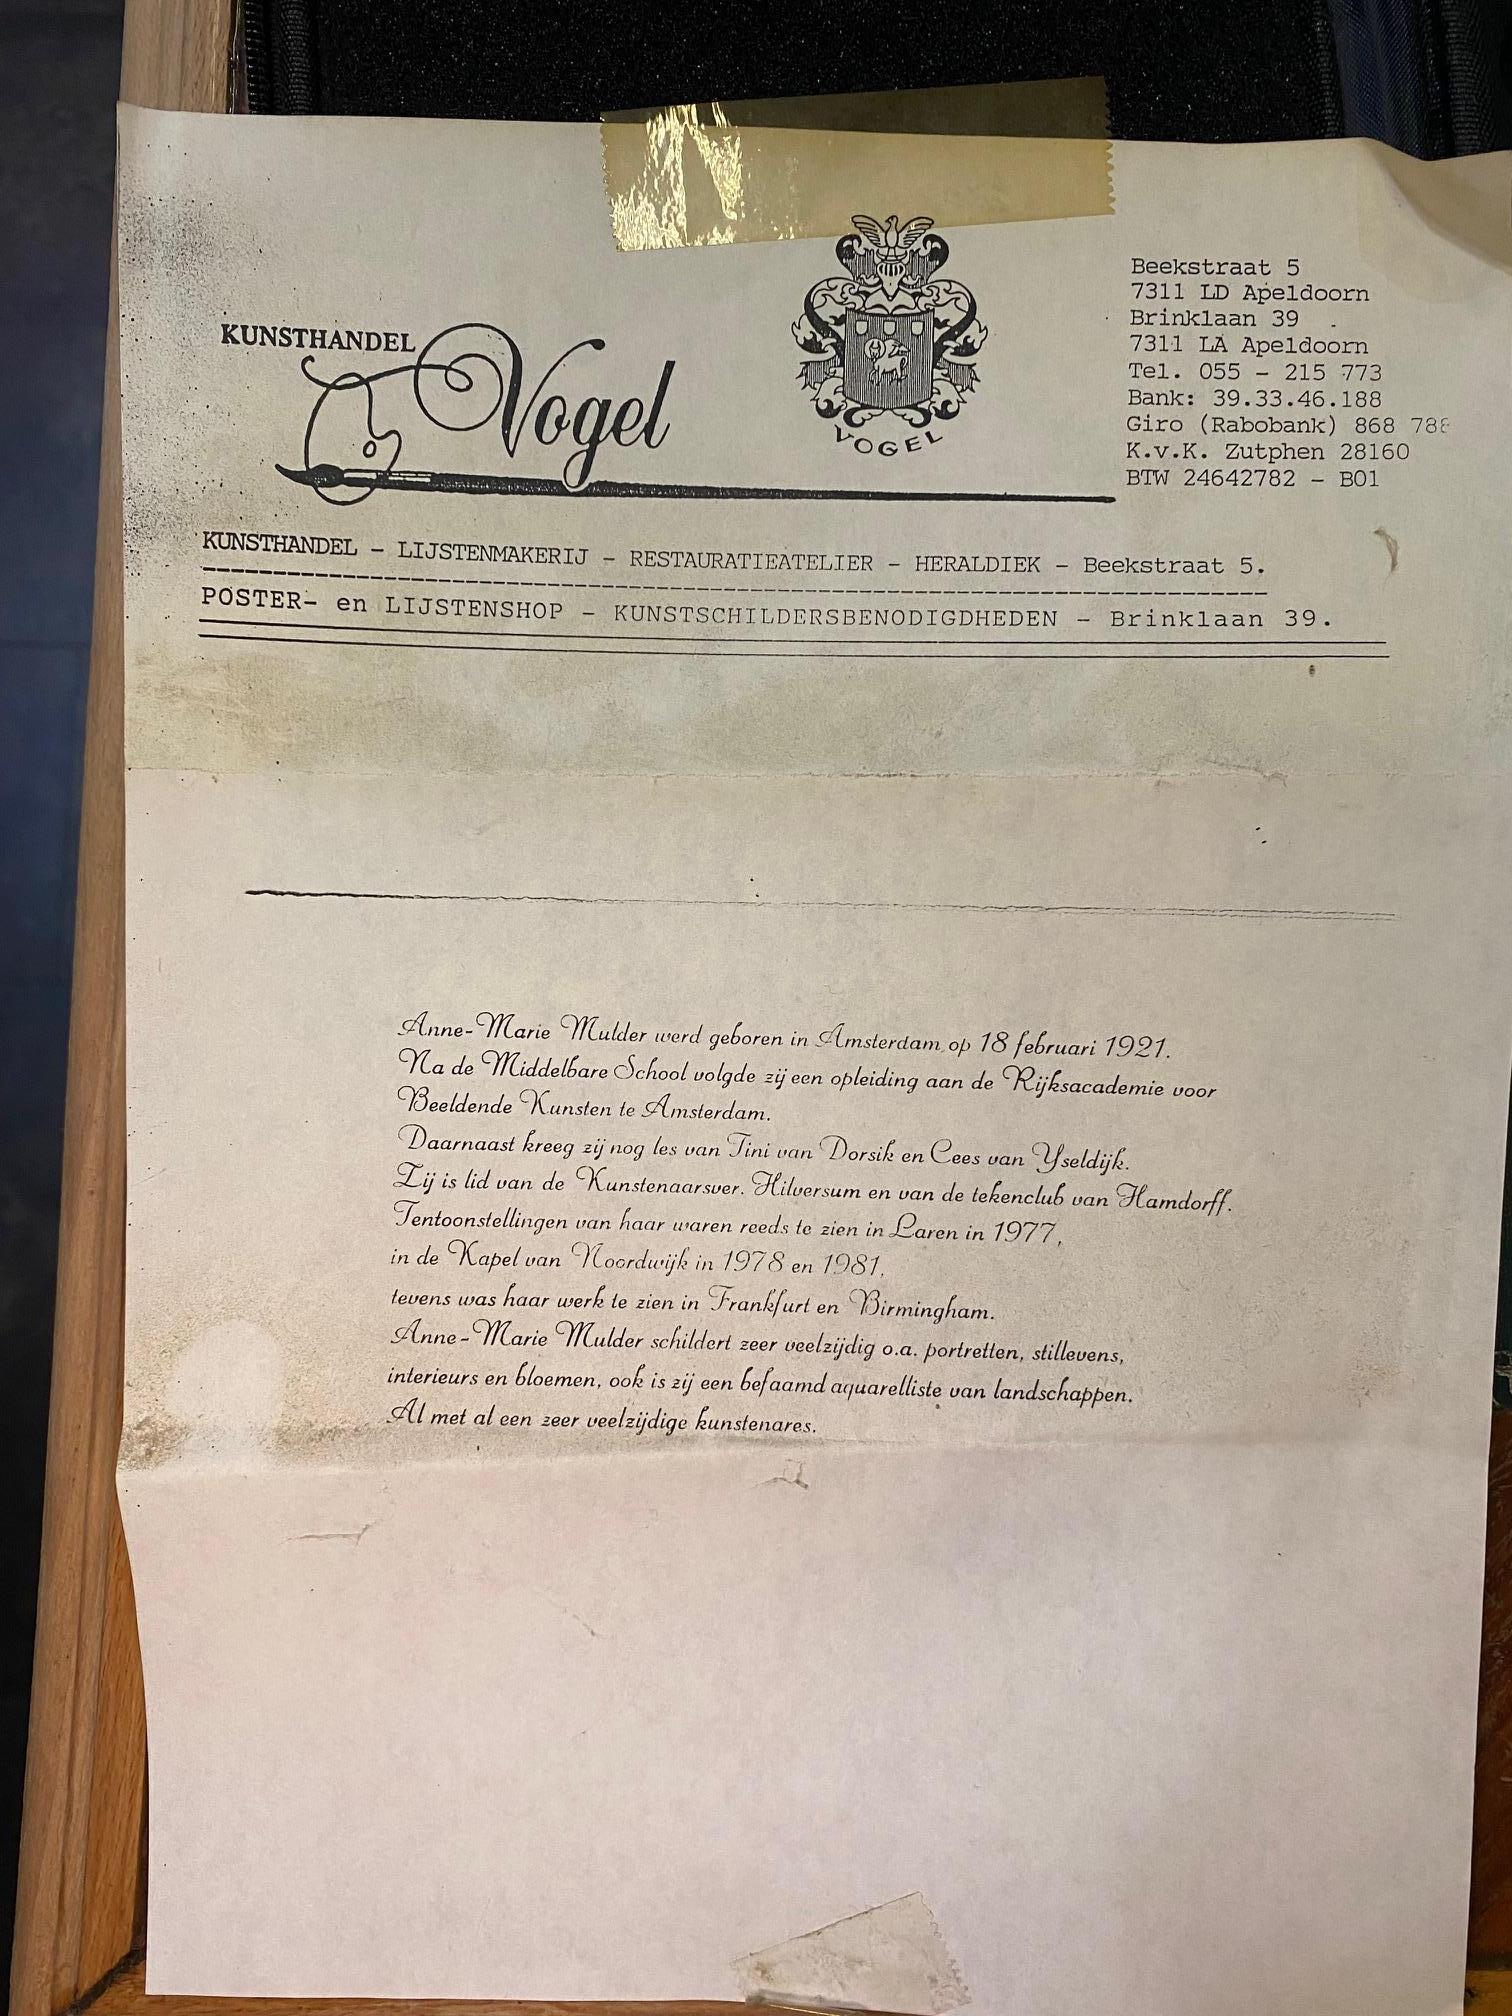 KUNSTHANDEL
Vogel
VOGEL
Beekstraat 5
7311 LD Apeldoorn
Brinklaan 39
7311 LA Apeldoorn
Tel. 055 - 215 773
Bank: 39.33.46.188
Giro (Rabobank) 868 788
K.v.K. Zutphen 28160
BTW 24642782 - B01
KUNSTHANDEL - LIJSTENMAKERIJ - RESTAURATIEATELIER - HERALDIEK - Beekstraat 5.
POSTER- en LIJSTENSHOP - KUNSTSCHILDERSBENODIGDHEDEN - Brinklaan 39.
Anne-Marie Mulder werd geboren in Amsterdam op 18 februari 1921.
Na de Middelbare School volgde zij een opleiding aan de Rijksacademie voor
Beeldende Kunsten te Amsterdam.
Daarnaast kreeg zij nog les van Tini van Dorsik en Cees van Yseldijk.
Zij is lid van de Kunstenaarsver. Hilversum en van de tekenclub van Hamdorff.
Tentoonstellingen van haar waren reeds te zien in Laren in 1977,
in de Kapel van Noordwijk in 1978 en 1981,
tevens was haar werk te zien in Frankfurt en Birmingham.
Anne-Marie Mulder schildert zeer veelzijdig o.a. portretten, stillevens,
interieurs en bloemen, ook is zij een befaamd aquarelliste van landschappen.
Al met al een zeer veelzijdige kunstenares.